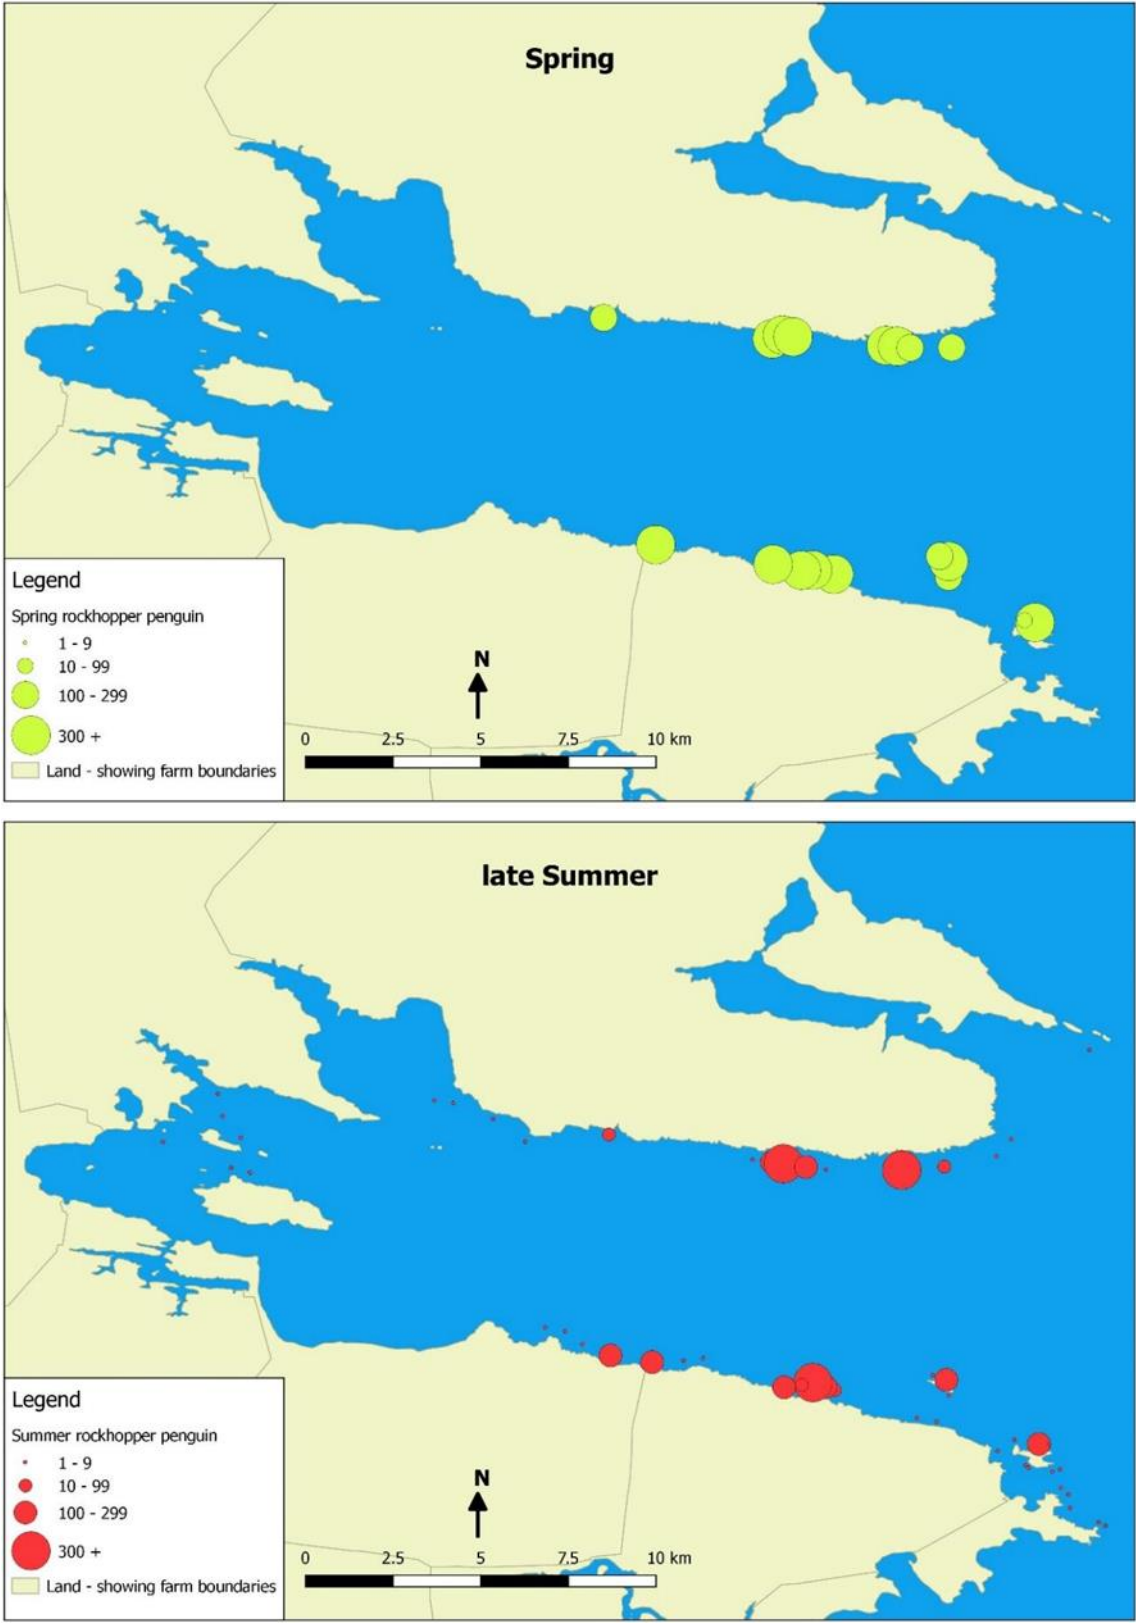 Spring
Legend
Spring rockhopper penguin
1 - 9
10 - 99
100 - 299
300 +
Land - showing farm boundaries
N
0 2.5 5 7.5 10 km
late Summer
Legend
Summer rockhopper penguin
1 - 9
10 - 99
100 - 299
300 +
Land - showing farm boundaries
N
0 2.5 5 7.5 10 km